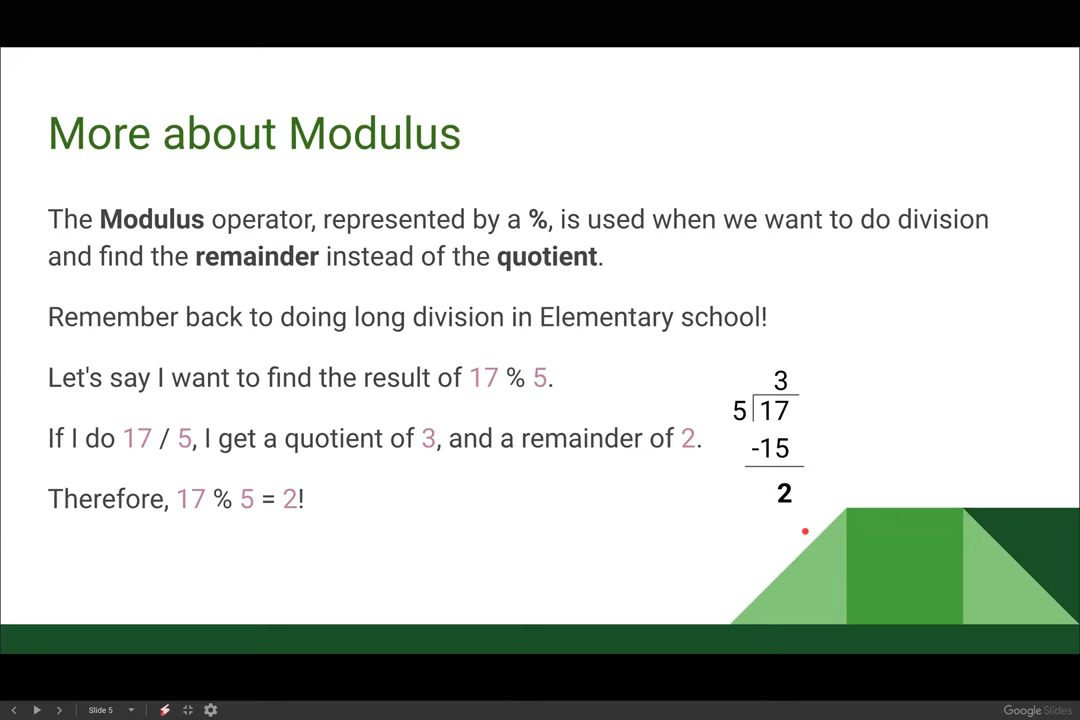 More about Modulus
The Modulus operator, represented by a %, is used when we want to do division
and find the remainder instead of the quotient.
Remember back to doing long division in Elementary school!
Let's say I want to find the result of 17 % 5.
If I do 17 / 5, I get a quotient of 3, and a remainder of 2.
Therefore, 17 % 5 = 2!
3
5 17
-15
2
Slide 5
Google Slides